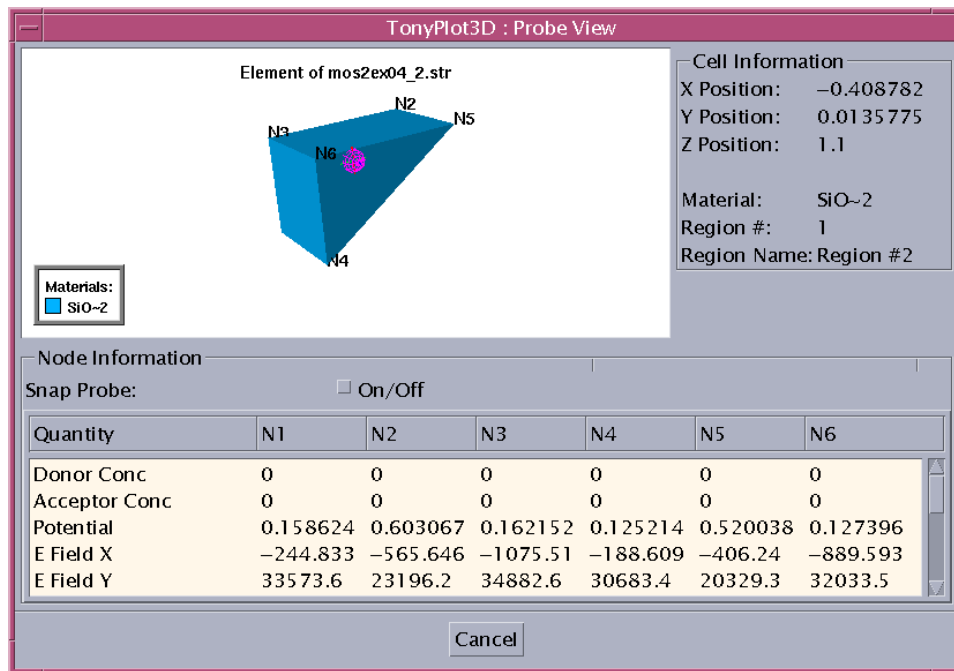 TonyPlot3D : Probe View
Element of mos2ex04_2.str
N2
N5
N3
N6
N4
Materials:
SiO~2
Cell Information
X Position: −0.408782
Y Position: 0.0135775
Z Position: 1.1
Material: SiO~2
Region #: 1
Region Name: Region #2
Node Information
Snap Probe: On/Off
Quantity N1 N2 N3 N4 N5 N6
Donor Conc 0 0 0 0 0 0
Acceptor Conc 0 0 0 0 0 0
Potential 0.158624 0.603067 0.162152 0.125214 0.520038 0.127396
E Field X −244.833 −565.646 −1075.51 −188.609 −406.24 −889.593
E Field Y 33573.6 23196.2 34882.6 30683.4 20329.3 32033.5
Cancel